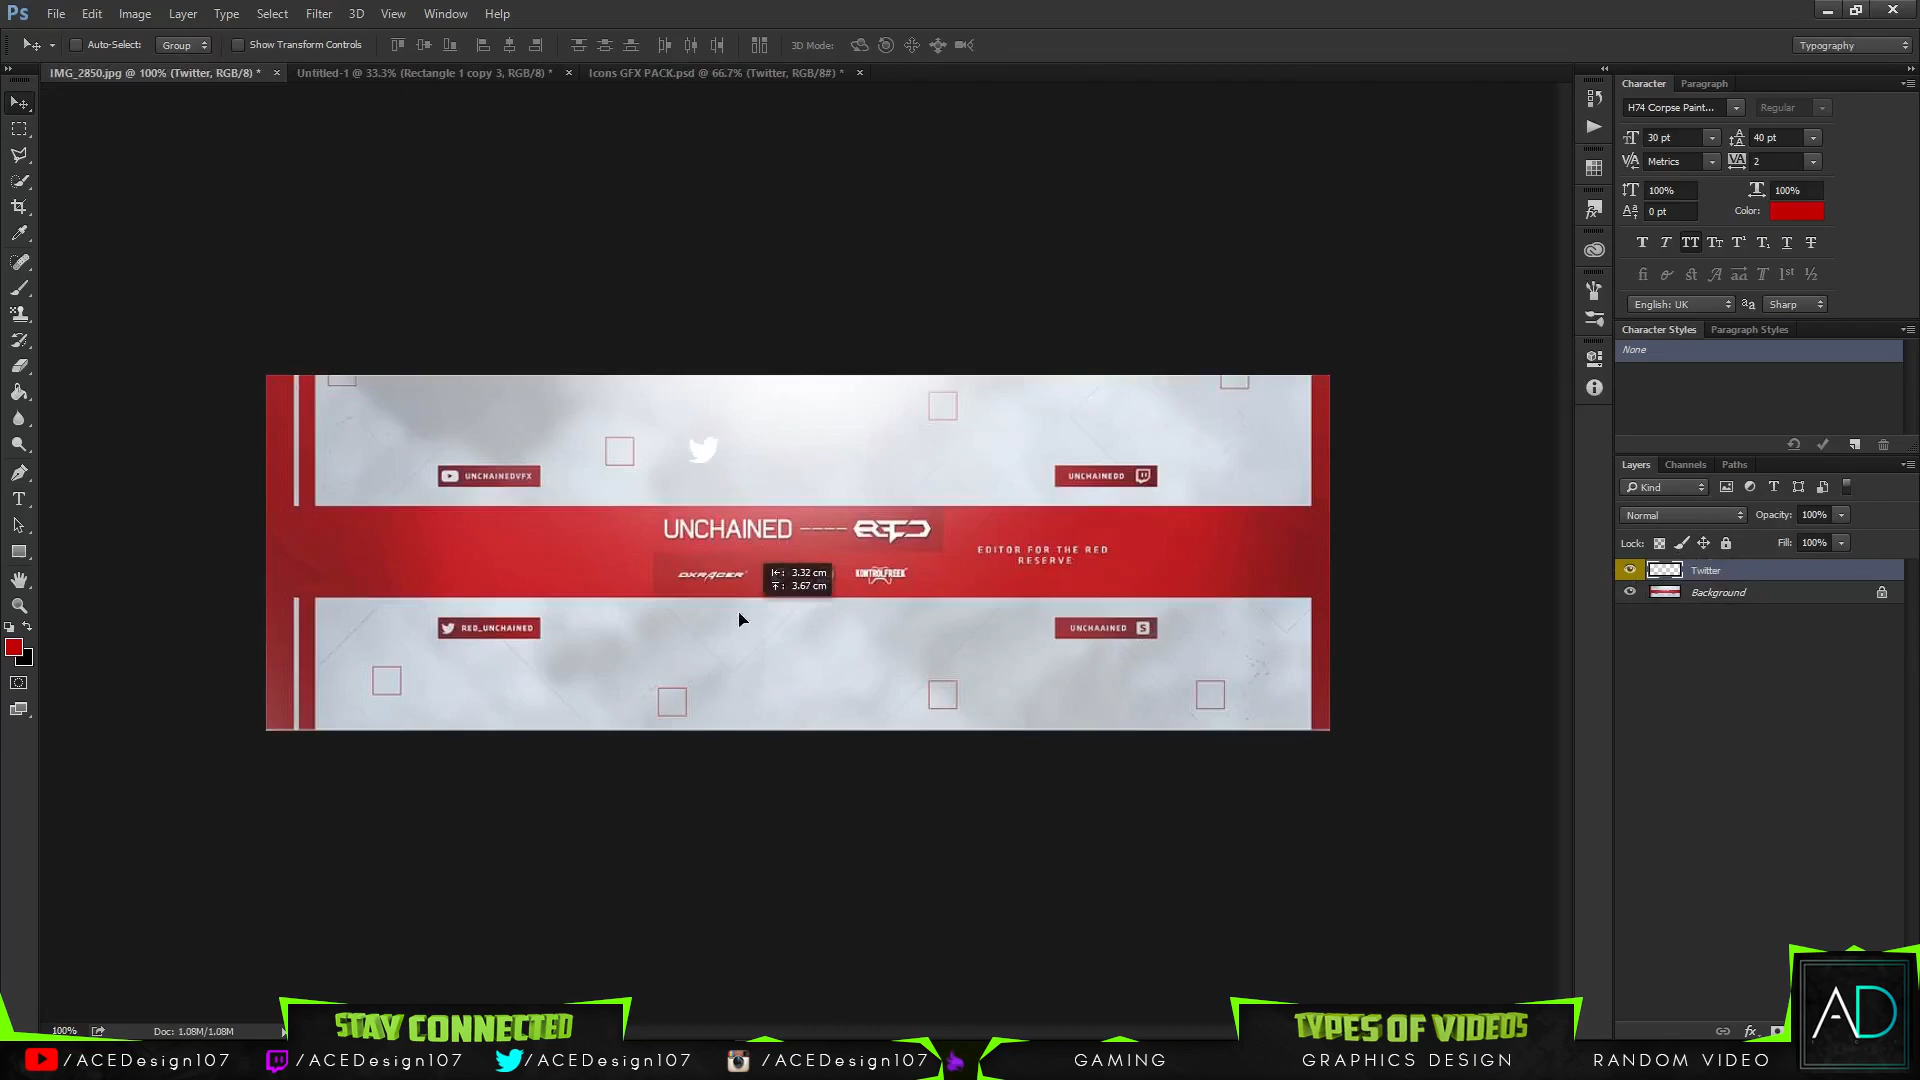 Ps File Edit Image Layer Type Select Filter 3D View Window Help
Auto-Select: Group Show Transform Controls 3D Mode: Typography
IMG_2850.jpg @ 100% (Twitter, RGB/8) * × Untitled-1 @ 33.3% (Rectangle 1 copy 3, RGB/8) * × Icons GFX PACK.psd @ 66.7% (Twitter, RGB/8#) * ×
Character Paragraph
H74 Corpse Paint... Regular
30 pt 40 pt
Metrics 2
100% 100%
0 pt Color:
English: UK Sharp
Character Styles Paragraph Styles
None
Layers Channels Paths
Kind
Normal Opacity: 100%
Lock: Fill: 100%
Twitter
Background
UNCHAINEDVFX
UNCHAINEDD
UNCHAINED ---- RED
EDITOR FOR THE RED
RESERVE
DXRACER KONTROLFREEK
3.32 cm
3.67 cm
RED_UNCHAINED
UNCHAAINED S
100% Doc: 1.08M/1.08M
STAY CONNECTED
TYPES OF VIDEOS
/ACEDesign107 /ACEDesign107 /ACEDesign107 /ACEDesign107 GAMING GRAPHICS DESIGN RANDOM VIDEO
AD